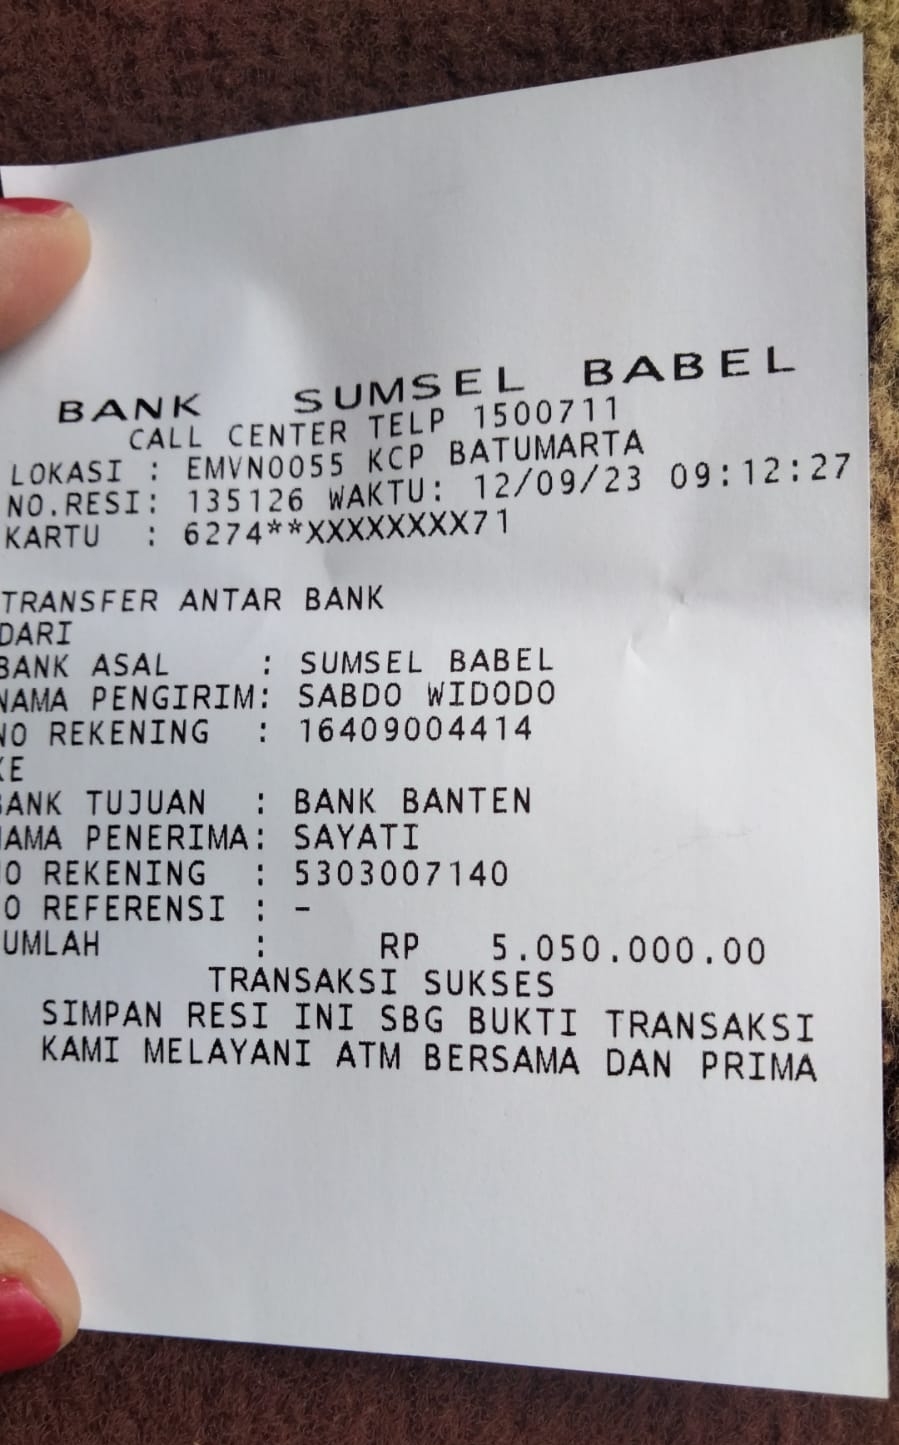 BANK SUMSEL BABEL
CALL CENTER TELP 1500711
LOKASI : EMVN0055 KCP BATUMARTA
NO.RESI: 135126 WAKTU: 12/09/23 09:12:27
KARTU : 6274**XXXXXXXX71
TRANSFER ANTAR BANK
DARI
BANK ASAL : SUMSEL BABEL
NAMA PENGIRIM: SABDO WIDODO
NO REKENING : 16409004414
KE
BANK TUJUAN : BANK BANTEN
NAMA PENERIMA: SAYATI
O REKENING : 5303007140
O REFERENSI : -
UMLAH : RP 5.050.000.00
TRANSAKSI SUKSES
SIMPAN RESI INI SBG BUKTI TRANSAKSI
KAMI MELAYANI ATM BERSAMA DAN PRIMA